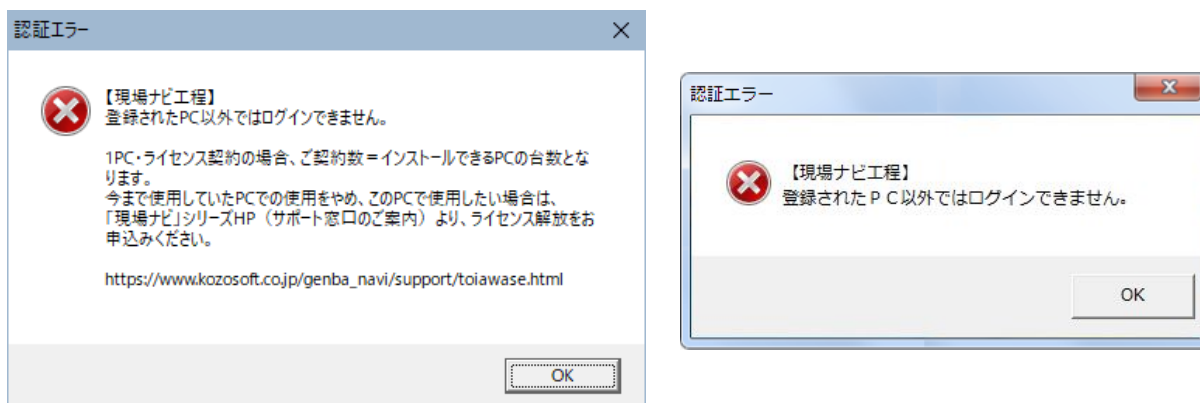 認証エラー
【現場ナビ工程】
登録されたPC以外ではログインできません。
1PC・ライセンス契約の場合、ご契約数＝インストールできるPCの台数とな
ります。
今まで使用していたPCでの使用をやめ、このPCで使用したい場合は、
「現場ナビ」シリーズHP（サポート窓口のご案内）より、ライセンス解放をお
申込みください。
https://www.kozosoft.co.jp/genba_navi/support/toiawase.html
OK
認証エラー
【現場ナビ工程】
登録されたＰＣ以外ではログインできません。
OK